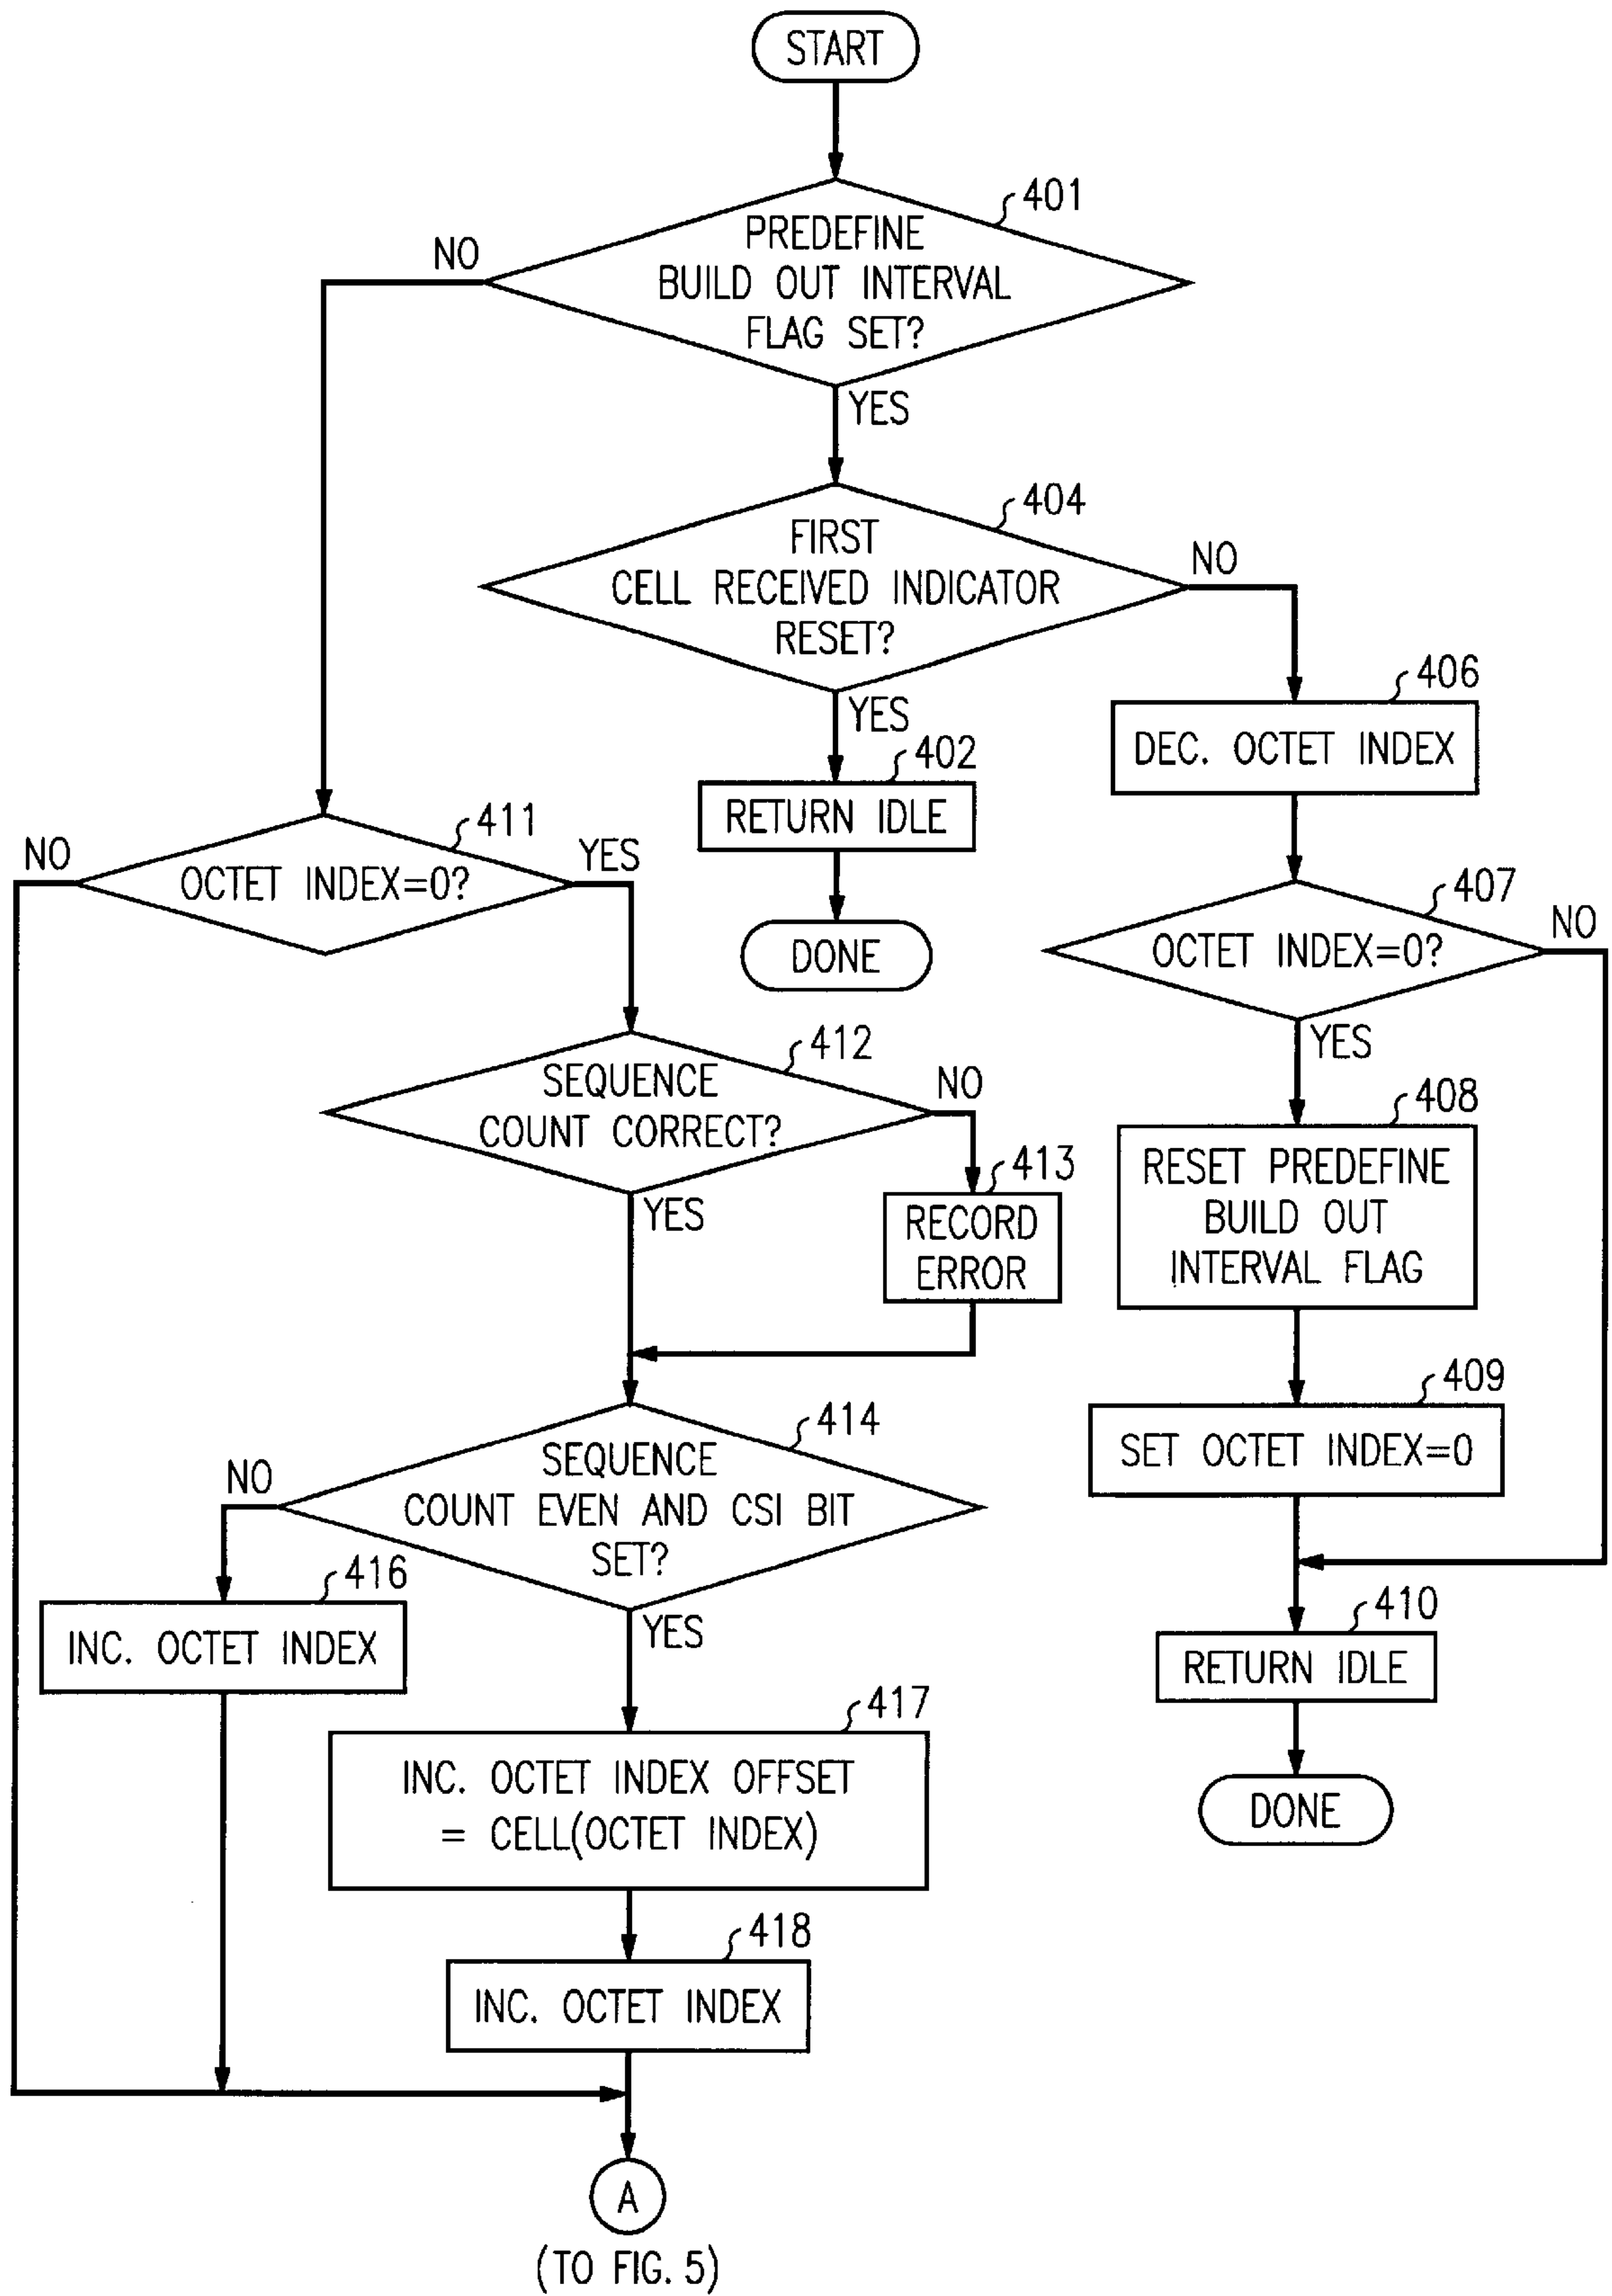 START
401
PREDEFINE
BUILD OUT INTERVAL
FLAG SET?
NO
YES
404
FIRST
CELL RECEIVED INDICATOR
RESET?
NO
YES
406
DEC. OCTET INDEX
402
RETURN IDLE
DONE
411
OCTET INDEX=0?
NO
YES
407
OCTET INDEX=0?
NO
YES
412
SEQUENCE
COUNT CORRECT?
NO
YES
413
RECORD
ERROR
408
RESET PREDEFINE
BUILD OUT
INTERVAL FLAG
409
SET OCTET INDEX=0
414
SEQUENCE
COUNT EVEN AND CSI BIT
SET?
NO
YES
416
INC. OCTET INDEX
410
RETURN IDLE
DONE
417
INC. OCTET INDEX OFFSET
= CELL(OCTET INDEX)
418
INC. OCTET INDEX
A
(TO FIG. 5)